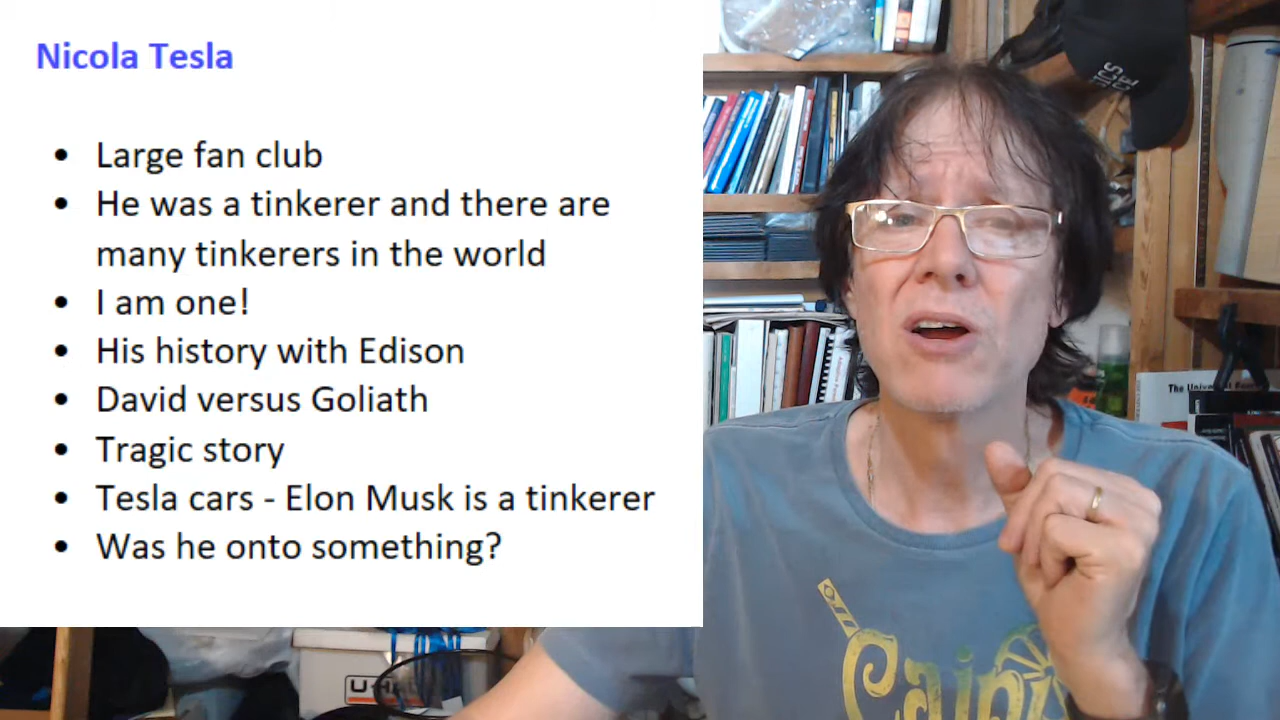 Nicola Tesla
• Large fan club
• He was a tinkerer and there are
many tinkerers in the world
• I am one!
• His history with Edison
• David versus Goliath
• Tragic story
• Tesla cars - Elon Musk is a tinkerer
• Was he onto something?
The